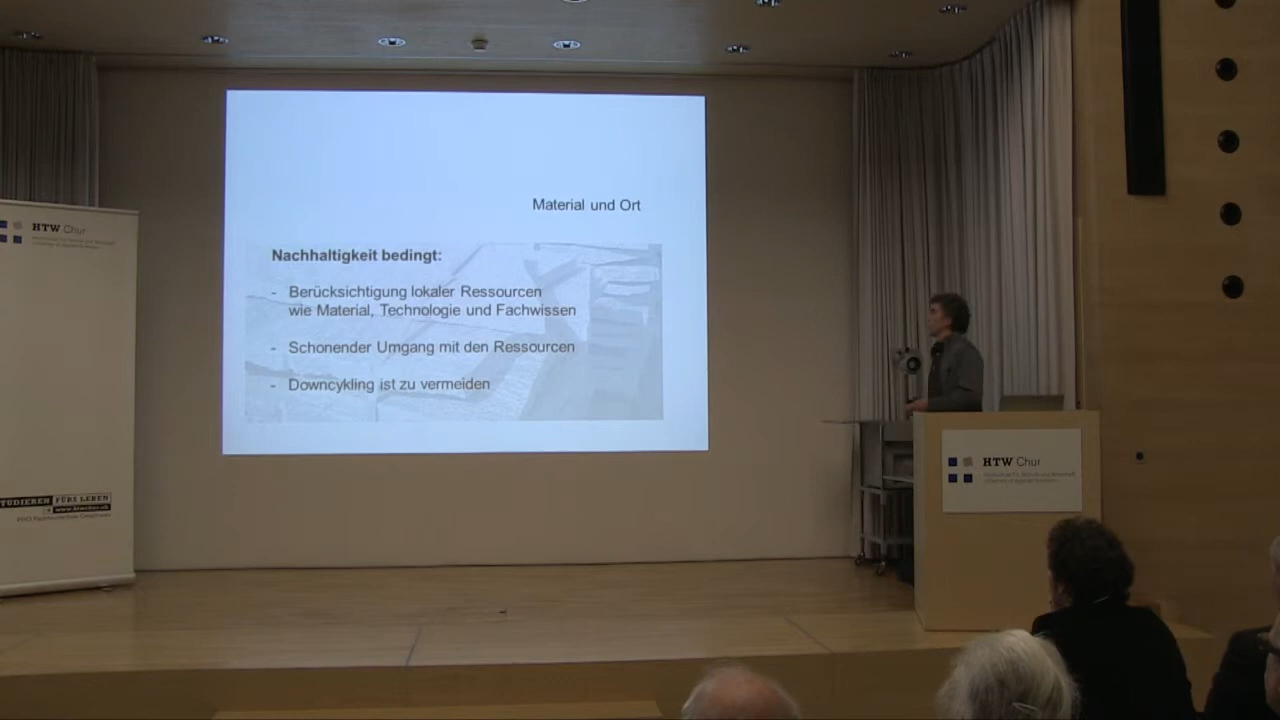 Material und Ort
Nachhaltigkeit bedingt:
- Berücksichtigung lokaler Ressourcen
wie Material, Technologie und Fachwissen
- Schonender Umgang mit den Ressourcen
- Downcykling ist zu vermeiden
HTW Chur
TUDIEREN FÜRS LEBEN
HTW Chur